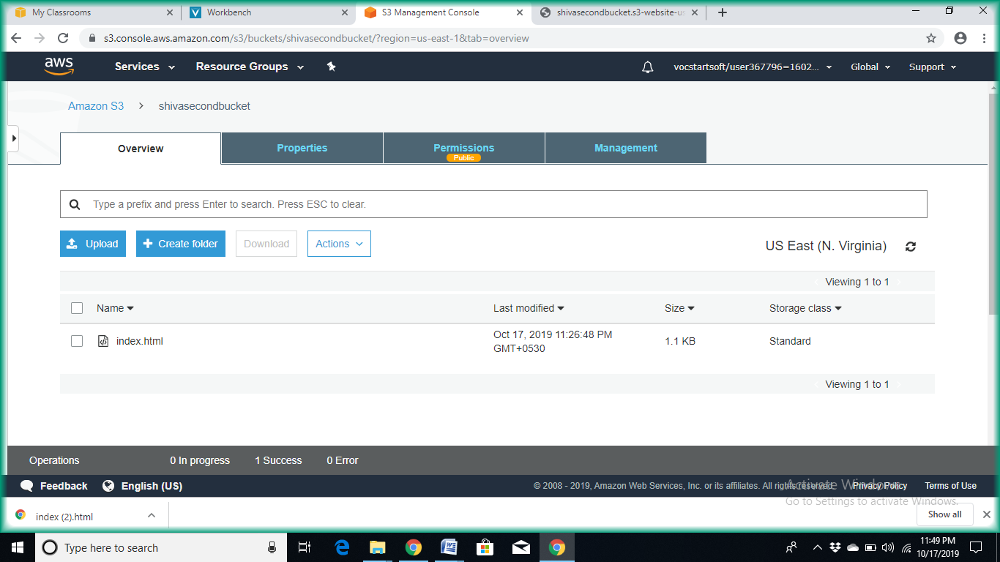 My Classrooms
Workbench
S3 Management Console
shivasecondbucket.s3-website-us
s3.console.aws.amazon.com/s3/buckets/shivasecondbucket/?region=us-east-1&tab=overview
aws
Services
Resource Groups
vocstartsoft/user367796=1602...
Global
Support
Amazon S3
shivasecondbucket
Overview
Properties
Permissions
Public
Management
Type a prefix and press Enter to search. Press ESC to clear.
Upload
Create folder
Download
Actions
US East (N. Virginia)
Viewing 1 to 1
Name
Last modified
Size
Storage class
index.html
Oct 17, 2019 11:26:48 PM
GMT+0530
1.1 KB
Standard
Viewing 1 to 1
Operations
0 In progress
1 Success
0 Error
Feedback
English (US)
© 2008 - 2019, Amazon Web Services, Inc. or its affiliates. All rights reserved.
Privacy Policy
Terms of Use
Activate Windows
Go to Settings to activate Windows.
index (2).html
Show all
Type here to search
11:49 PM
10/17/2019